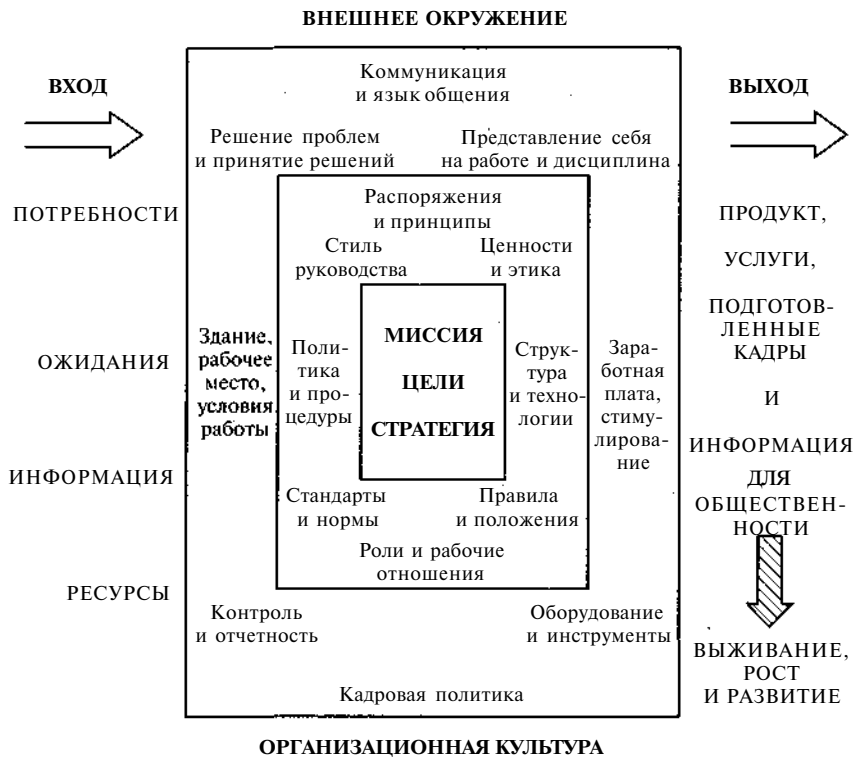 ВНЕШНЕЕ ОКРУЖЕНИЕ
ВХОД
ПОТРЕБНОСТИ
ОЖИДАНИЯ
ИНФОРМАЦИЯ
РЕСУРСЫ
Коммуникация
и язык общения
Решение проблем
и принятие решений
Представление себя
на работе и дисциплина
Распоряжения
и принципы
Стиль
руководства
Ценности
и этика
Здание,
рабочее
место,
условия
работы
Поли-
тика
и про-
цедуры
МИССИЯ
ЦЕЛИ
СТРАТЕГИЯ
Струк-
тура
и техно-
логии
Зара-
ботная
плата,
стиму-
лирова-
ние
Стандарты
и нормы
Правила
и положения
Роли и рабочие
отношения
Контроль
и отчетность
Оборудование
и инструменты
Кадровая политика
ВЫХОД
ПРОДУКТ,
УСЛУГИ,
ПОДГОТОВ-
ЛЕННЫЕ
КАДРЫ
И
ИНФОРМАЦИЯ
ДЛЯ
ОБЩЕСТВЕН-
НОСТИ
ВЫЖИВАНИЕ,
РОСТ
И РАЗВИТИЕ
ОРГАНИЗАЦИОННАЯ КУЛЬТУРА